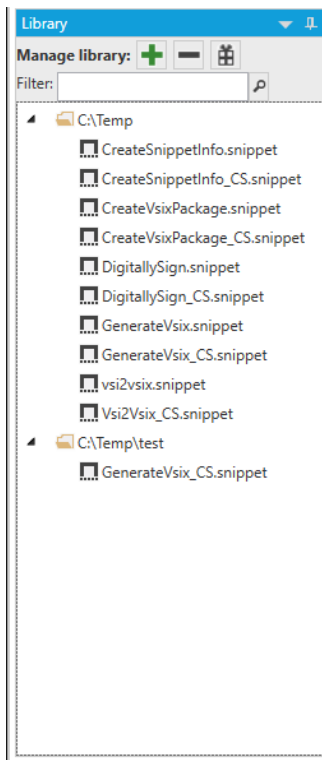 Library
Manage library:
Filter:
C:\Temp
CreateSnippetInfo.snippet
CreateSnippetInfo_CS.snippet
CreateVsixPackage.snippet
CreateVsixPackage_CS.snippet
DigitallySign.snippet
DigitallySign_CS.snippet
GenerateVsix.snippet
GenerateVsix_CS.snippet
vsi2vsix.snippet
Vsi2Vsix_CS.snippet
C:\Temp\test
GenerateVsix_CS.snippet